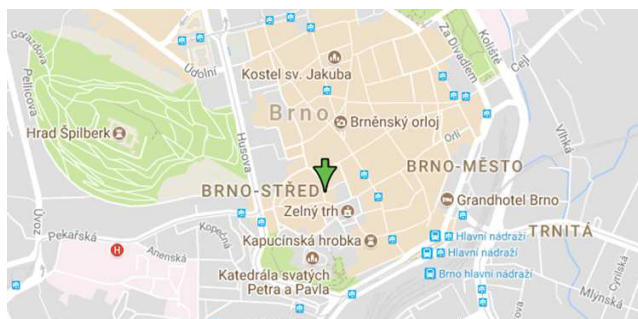 Gorazdova
Pellicova
Údolní
Kostel sv. Jakuba
Za Divadlem
Koliště
Cejl
Brno
Brněnský orloj
Orlí
Vlhká
Hrad Špilberk
Husova
BRNO-MĚSTO
BRNO-STŘED
Grandhotel Brno
Zelný trh
TRNITÁ
Úvoz
Pekařská
Kopečná
Kapucínská hrobka
Hlavní nádraží
H
Anenská
Hlavní nádraží
Katedrála svatých
Petra a Pavla
Brno hlavní nádraží
Cyrilská
Mlýnská